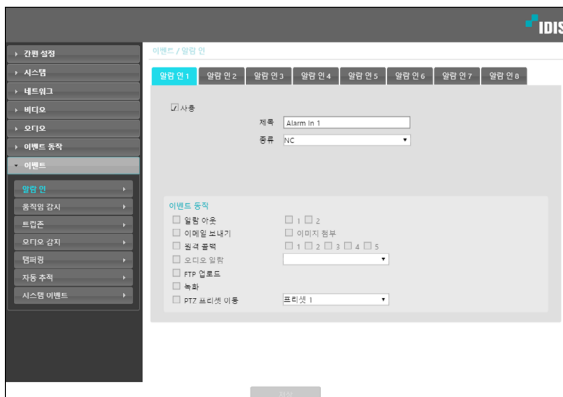 IDIS
간편 설정
시스템
네트워크
비디오
오디오
이벤트 동작
이벤트
알람 인
움직임 감시
트립존
오디오 감지
탬퍼링
자동 추적
시스템 이벤트
이벤트 / 알람 인
알람 인 1 알람 인 2 알람 인 3 알람 인 4 알람 인 5 알람 인 6 알람 인 7 알람 인 8
사용
제목 Alarm In 1
종류 NC
이벤트 동작
알람 아웃 1 2
이메일 보내기 이미지 첨부
원격 콜백 1 2 3 4 5
오디오 알람
FTP 업로드
녹화
PTZ 프리셋 이동 프리셋 1